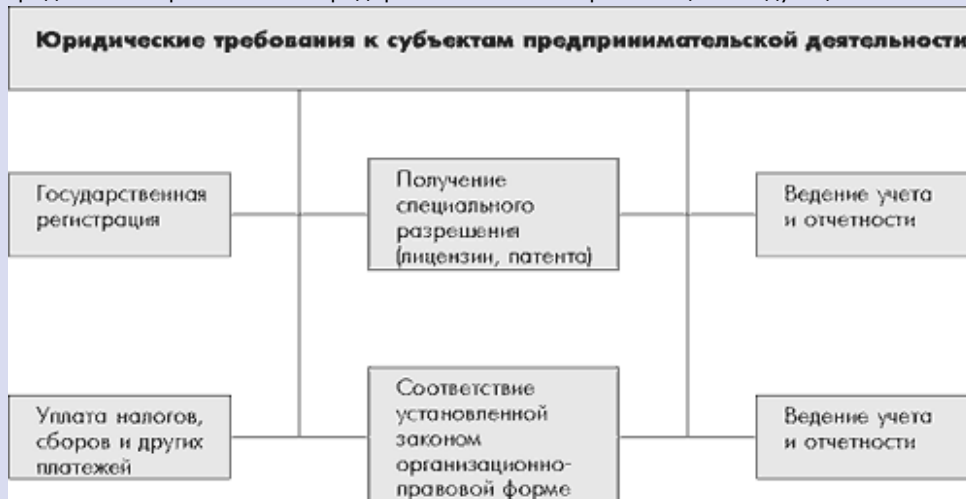 Юридические требования к субъектам предпринимательской деятельности
Государственная
регистрация
Получение
специального
разрешения
(лицензии, патента)
Ведение учета
и отчетности
Уплата налогов,
сборов и других
платежей
Соответствие
установленной
законом
организационно-
правовой форме
Ведение учета
и отчетности